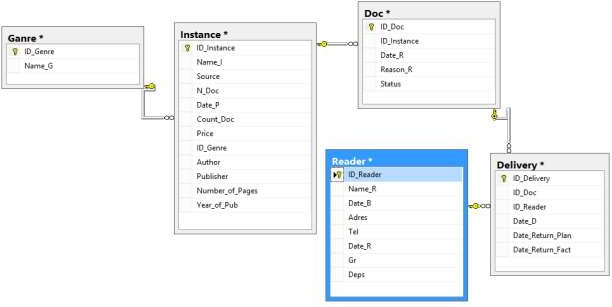 Ganre *
ID_Genre
Name_G
Instance *
ID_Instance
Name_I
Source
N_Doc
Date_P
Count_Doc
Price
ID_Genre
Author
Publisher
Number_of_Pages
Year_of_Pub
Doc *
ID_Doc
ID_Instance
Date_R
Reason_R
Status
Reader *
ID_Reader
Name_R
Date_B
Adres
Tel
Date_R
Gr
Deps
Delivery *
ID_Delivery
ID_Doc
ID_Reader
Date_D
Date_Return_Plan
Date_Return_Fact